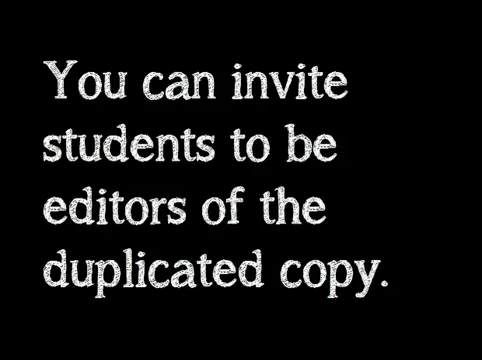 You can invite
students to be
editors of the
duplicated copy.